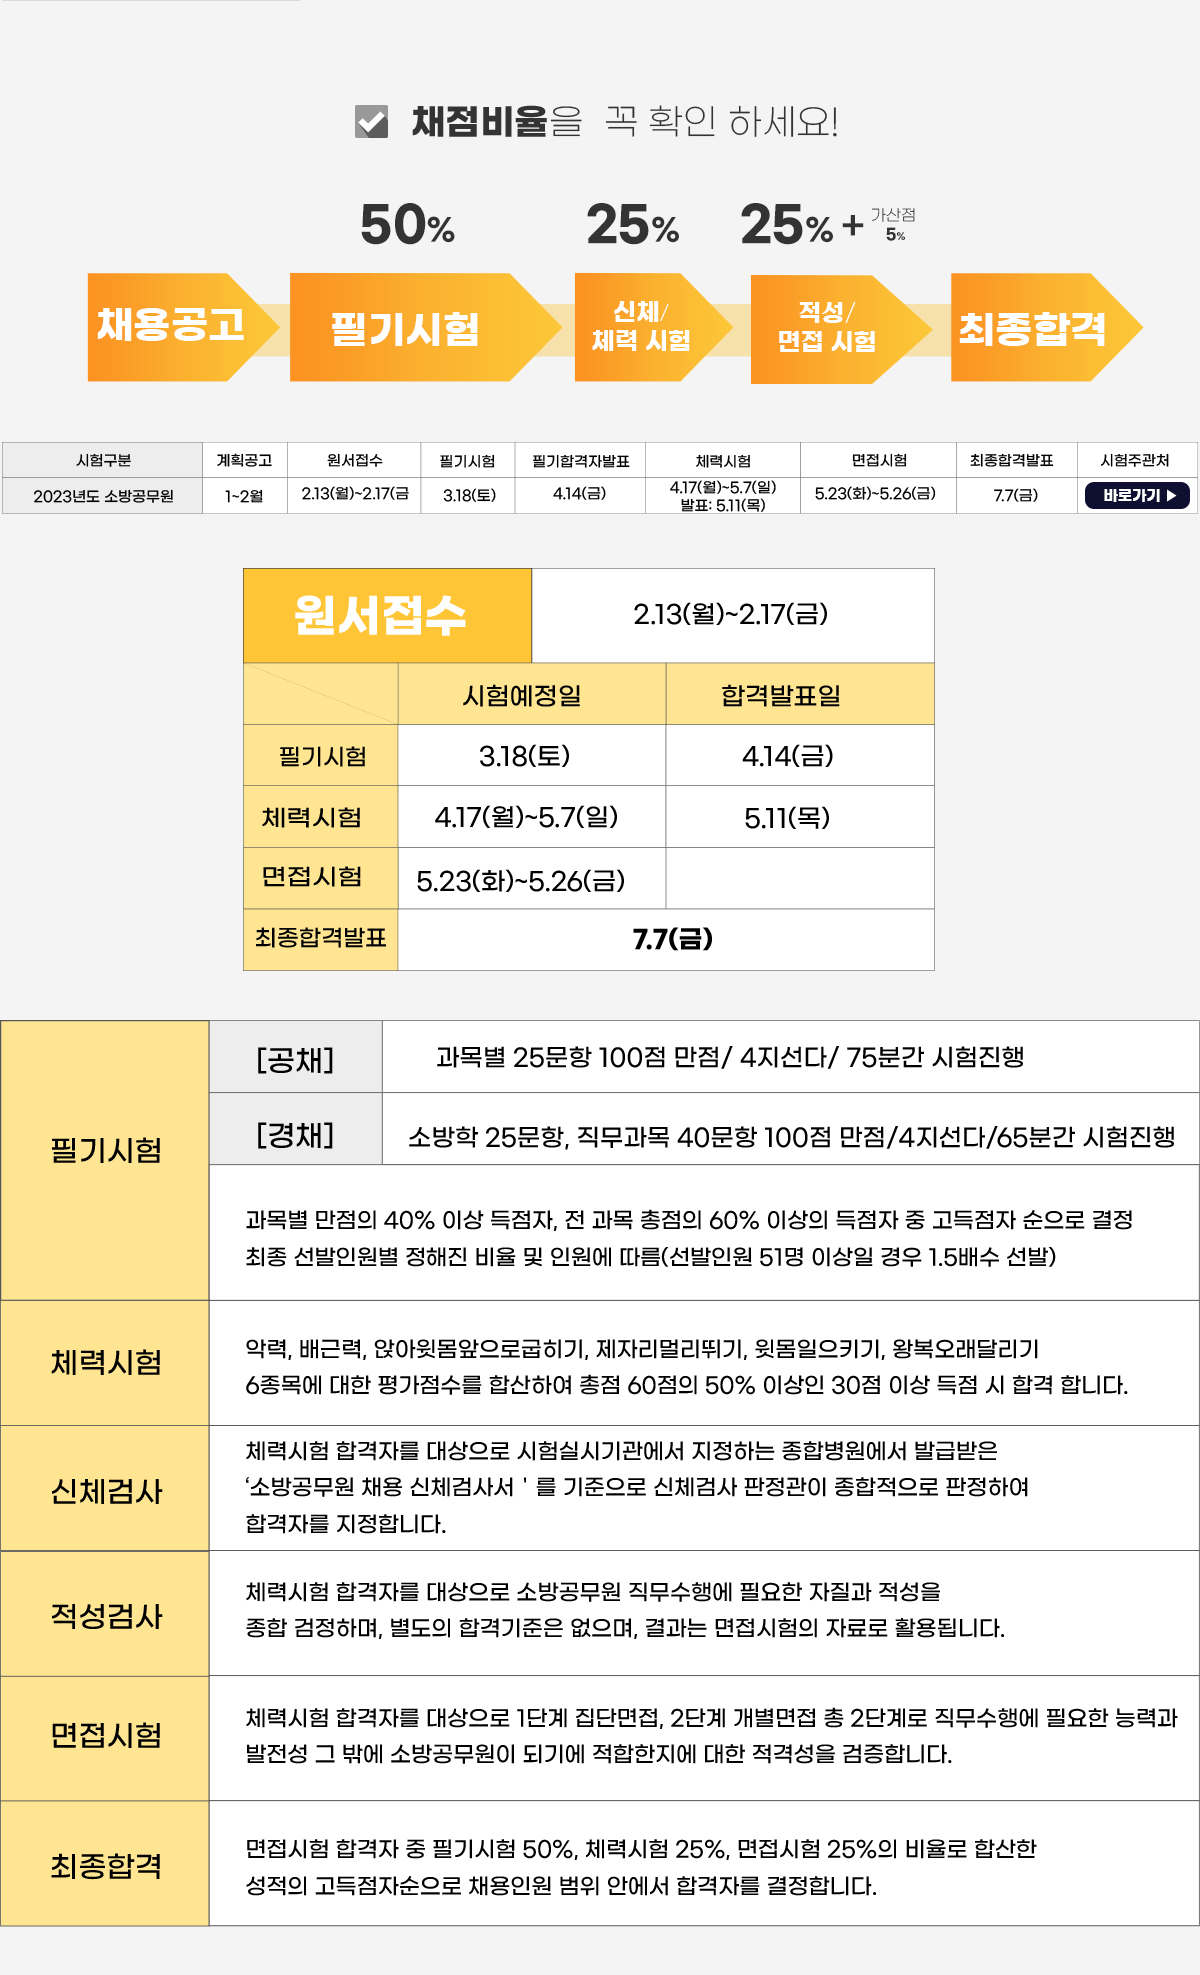 채점비율을 꼭 확인 하세요!
50% 25% 25% + 가산점 5%
채용공고 필기시험 신체/ 체력 시험 적성/ 면접 시험 최종합격
시험구분 계획공고 원서접수 필기시험 필기합격자발표 체력시험 면접시험 최종합격발표 시험주관처
2023년도 소방공무원 1~2월 2.13(월)~2.17(금 3.18(토) 4.14(금) 4.17(월)~5.7(일) 발표: 5.11(목) 5.23(화)~5.26(금) 7.7(금) 바로가기 ▶
원서접수 2.13(월)~2.17(금)
시험예정일 합격발표일
필기시험 3.18(토) 4.14(금)
체력시험 4.17(월)~5.7(일) 5.11(목)
면접시험 5.23(화)~5.26(금)
최종합격발표 7.7(금)
필기시험
[공채] 과목별 25문항 100점 만점/ 4지선다/ 75분간 시험진행
[경채] 소방학 25문항, 직무과목 40문항 100점 만점/4지선다/65분간 시험진행
과목별 만점의 40% 이상 득점자, 전 과목 총점의 60% 이상의 득점자 중 고득점자 순으로 결정
최종 선발인원별 정해진 비율 및 인원에 따름(선발인원 51명 이상일 경우 1.5배수 선발)
체력시험
악력, 배근력, 앉아윗몸앞으로굽히기, 제자리멀리뛰기, 윗몸일으키기, 왕복오래달리기
6종목에 대한 평가점수를 합산하여 총점 60점의 50% 이상인 30점 이상 득점 시 합격 합니다.
신체검사
체력시험 합격자를 대상으로 시험실시기관에서 지정하는 종합병원에서 발급받은
‘소방공무원 채용 신체검사서 ' 를 기준으로 신체검사 판정관이 종합적으로 판정하여
합격자를 지정합니다.
적성검사
체력시험 합격자를 대상으로 소방공무원 직무수행에 필요한 자질과 적성을
종합 검정하며, 별도의 합격기준은 없으며, 결과는 면접시험의 자료로 활용됩니다.
면접시험
체력시험 합격자를 대상으로 1단계 집단면접, 2단계 개별면접 총 2단계로 직무수행에 필요한 능력과
발전성 그 밖에 소방공무원이 되기에 적합한지에 대한 적격성을 검증합니다.
최종합격
면접시험 합격자 중 필기시험 50%, 체력시험 25%, 면접시험 25%의 비율로 합산한
성적의 고득점자순으로 채용인원 범위 안에서 합격자를 결정합니다.